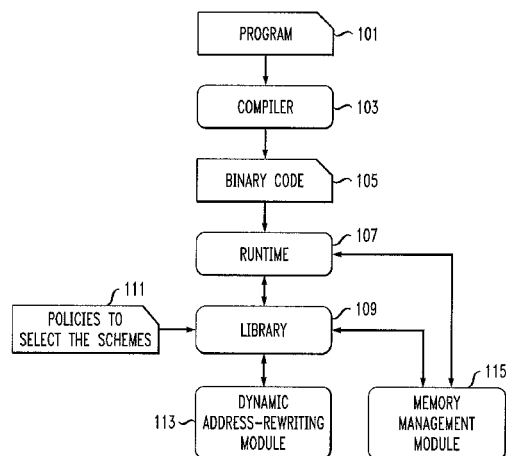 PROGRAM
101
COMPILER
103
BINARY CODE
105
RUNTIME
107
111
POLICIES TO
SELECT THE SCHEMES
LIBRARY
109
113
DYNAMIC
ADDRESS-REWRITING
MODULE
115
MEMORY
MANAGEMENT
MODULE